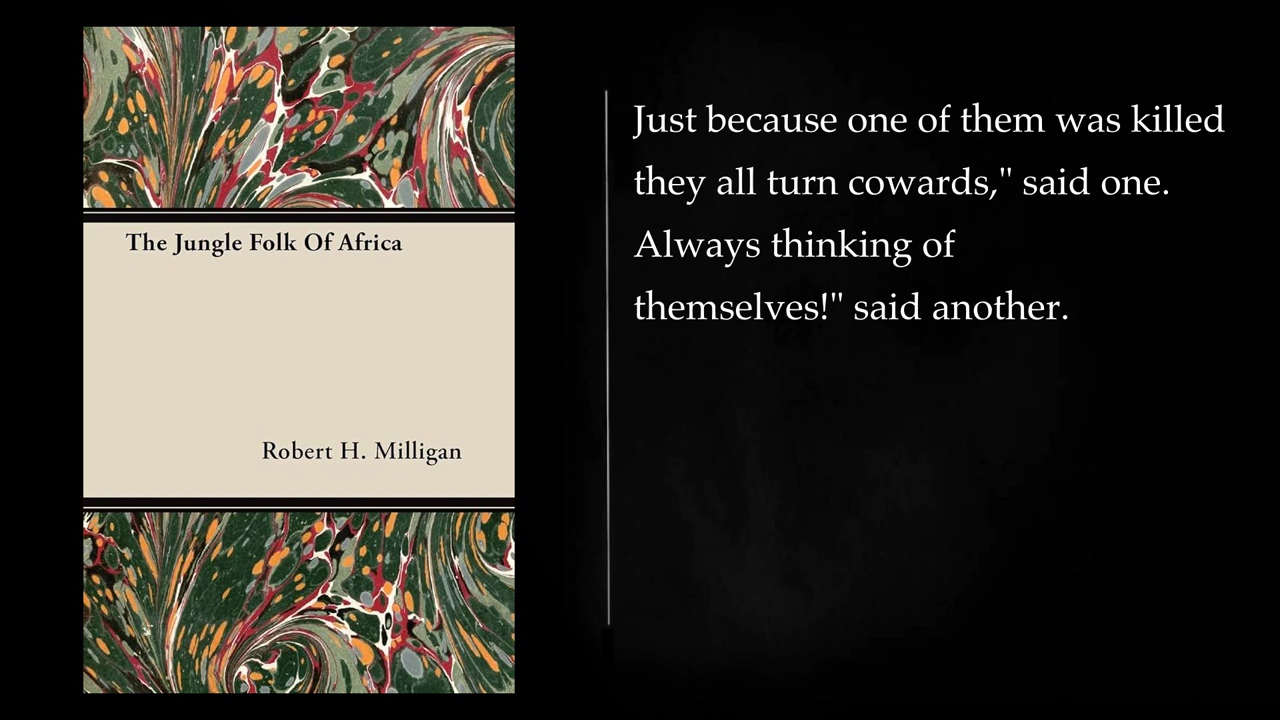 The Jungle Folk Of Africa
Robert H. Milligan
Just because one of them was killed
they all turn cowards," said one.
Always thinking of
themselves!" said another.